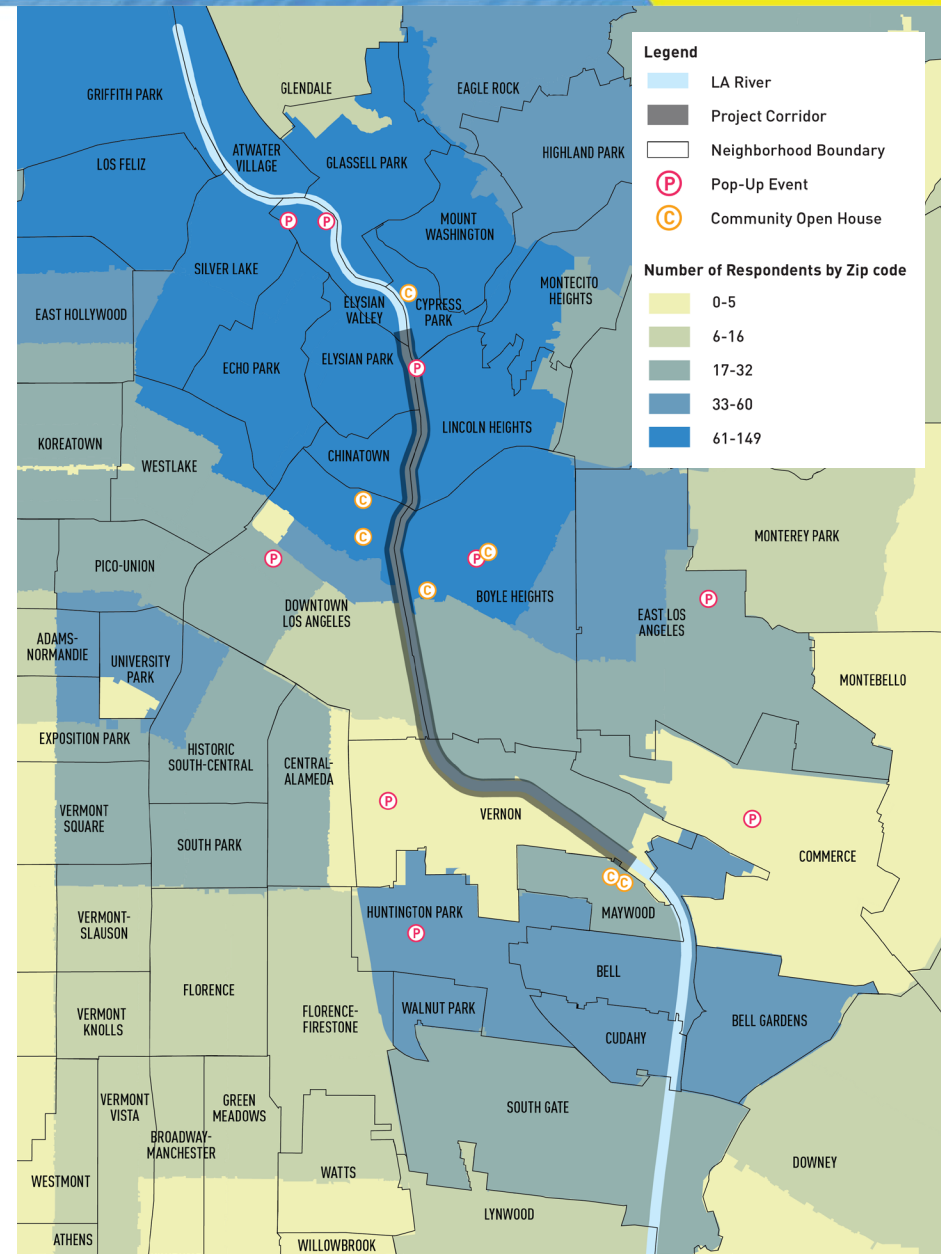 Legend
LA River
Project Corridor
Neighborhood Boundary
P
Pop-Up Event
C
Community Open House
Number of Respondents by Zip code
0-5
6-16
17-32
33-60
61-149
GRIFFITH PARK
GLENDALE
EAGLE ROCK
LOS FELIZ
ATWATER
VILLAGE
GLASSELL PARK
HIGHLAND PARK
P
P
MOUNT
WASHINGTON
SILVER LAKE
MONTECITO
HEIGHTS
EAST HOLLYWOOD
ELYSIAN
VALLEY
C
CYPRESS
PARK
ECHO PARK
ELYSIAN PARK
P
KOREATOWN
WESTLAKE
CHINATOWN
LINCOLN HEIGHTS
C
C
MONTEREY PARK
PICO-UNION
P
P
C
C
BOYLE HEIGHTS
DOWNTOWN
LOS ANGELES
EAST LOS
ANGELES
P
ADAMS-
NORMANDIE
UNIVERSITY
PARK
MONTEBELLO
EXPOSITION PARK
HISTORIC
SOUTH-CENTRAL
CENTRAL-
ALAMEDA
P
VERNON
P
VERMONT
SQUARE
SOUTH PARK
COMMERCE
C
C
VERMONT-
SLAUSON
HUNTINGTON PARK
P
MAYWOOD
FLORENCE
BELL
VERMONT
KNOLLS
FLORENCE-
FIRESTONE
WALNUT PARK
CUDAHY
BELL GARDENS
VERMONT
VISTA
GREEN
MEADOWS
BROADWAY-
MANCHESTER
SOUTH GATE
WESTMONT
WATTS
DOWNEY
LYNWOOD
ATHENS
WILLOWBROOK